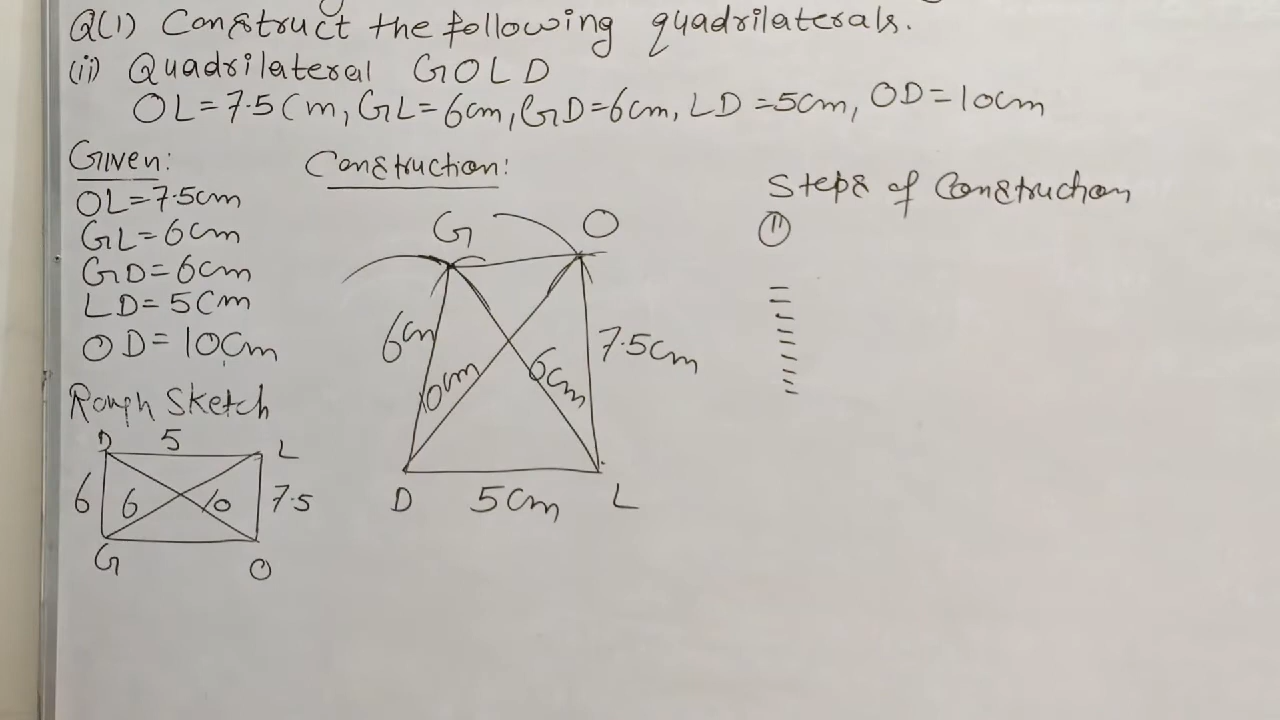 Q(1) Construct the following quadrilaterals.
(ii) Quadrilateral GOLD
OL=7.5cm, GL=6cm, GD=6cm, LD=5cm, OD=10cm
Given:
OL=7.5cm
GL=6cm
GD=6cm
LD=5cm
OD=10cm
Rough Sketch
D 5 L
6 6 10 7.5
G O
Construction:
G O
6cm 10cm 6cm 7.5cm
D 5cm L
Steps of Construction
①